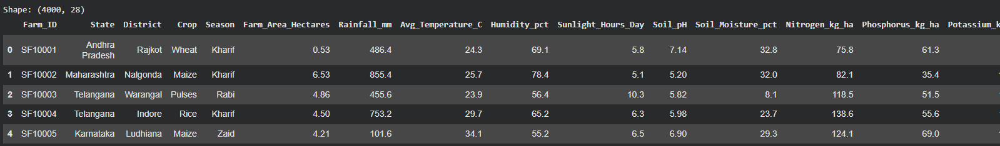 Shape: (4000, 28)
Farm_ID State District Crop Season Farm_Area_Hectares Rainfall_mm Avg_Temperature_C Humidity_pct Sunlight_Hours_Day Soil_pH Soil_Moisture_pct Nitrogen_kg_ha Phosphorus_kg_ha Potassium_k
0 SF10001 Andhra Pradesh Rajkot Wheat Kharif 0.53 486.4 24.3 69.1 5.8 7.14 32.8 75.8 61.3
1 SF10002 Maharashtra Nalgonda Maize Kharif 6.53 855.4 25.7 78.4 5.1 5.20 32.0 82.1 35.4
2 SF10003 Telangana Warangal Pulses Rabi 4.86 455.6 23.9 56.4 10.3 5.82 8.1 118.5 51.5
3 SF10004 Telangana Indore Rice Kharif 4.50 753.2 29.7 65.2 6.3 5.98 23.7 138.6 55.6
4 SF10005 Karnataka Ludhiana Maize Zaid 4.21 101.6 34.1 55.2 6.5 6.90 29.3 124.1 69.0